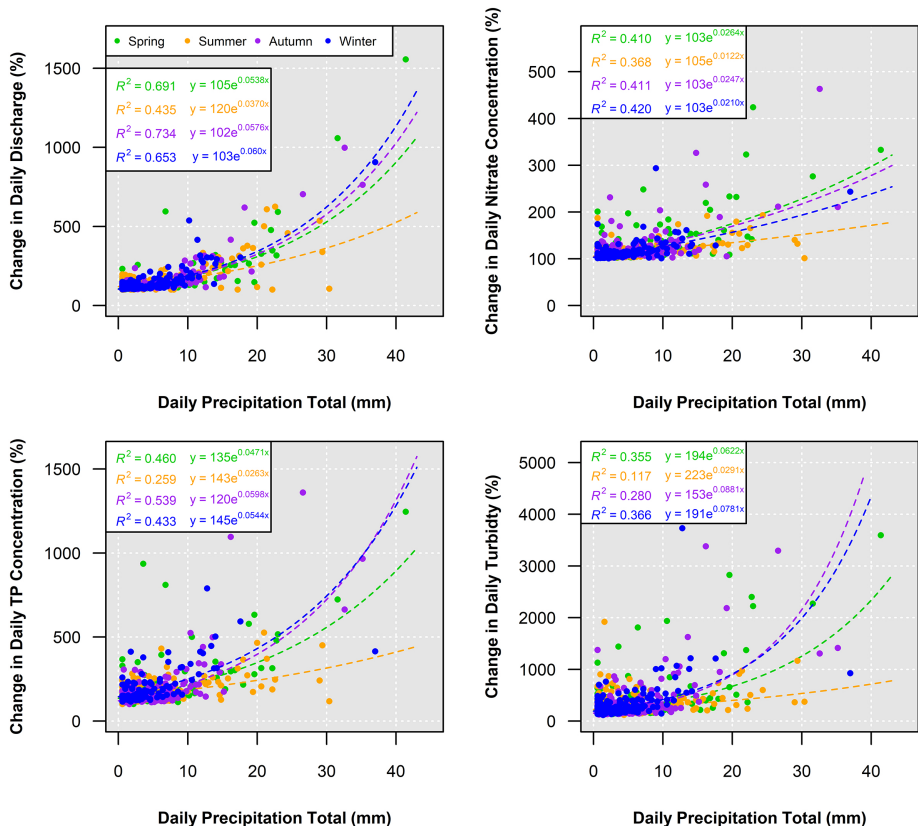 Change in Daily Discharge (%)
1500
1000
500
0
Spring Summer Autumn Winter
R² = 0.691 y = 105e^0.0538x
R² = 0.435 y = 120e^0.0370x
R² = 0.734 y = 102e^0.0576x
R² = 0.653 y = 103e^0.060x
0 10 20 30 40
Daily Precipitation Total (mm)
Change in Daily Nitrate Concentration (%)
500
400
300
200
100
0
R² = 0.410 y = 103e^0.0264x
R² = 0.368 y = 105e^0.0122x
R² = 0.411 y = 103e^0.0247x
R² = 0.420 y = 103e^0.0210x
0 10 20 30 40
Daily Precipitation Total (mm)
Change in Daily TP Concentration (%)
1500
1000
500
0
R² = 0.460 y = 135e^0.0471x
R² = 0.259 y = 143e^0.0263x
R² = 0.539 y = 120e^0.0598x
R² = 0.433 y = 145e^0.0544x
0 10 20 30 40
Daily Precipitation Total (mm)
Change in Daily Turbidty (%)
5000
4000
3000
2000
1000
0
R² = 0.355 y = 194e^0.0622x
R² = 0.117 y = 223e^0.0291x
R² = 0.280 y = 153e^0.0881x
R² = 0.366 y = 191e^0.0781x
0 10 20 30 40
Daily Precipitation Total (mm)